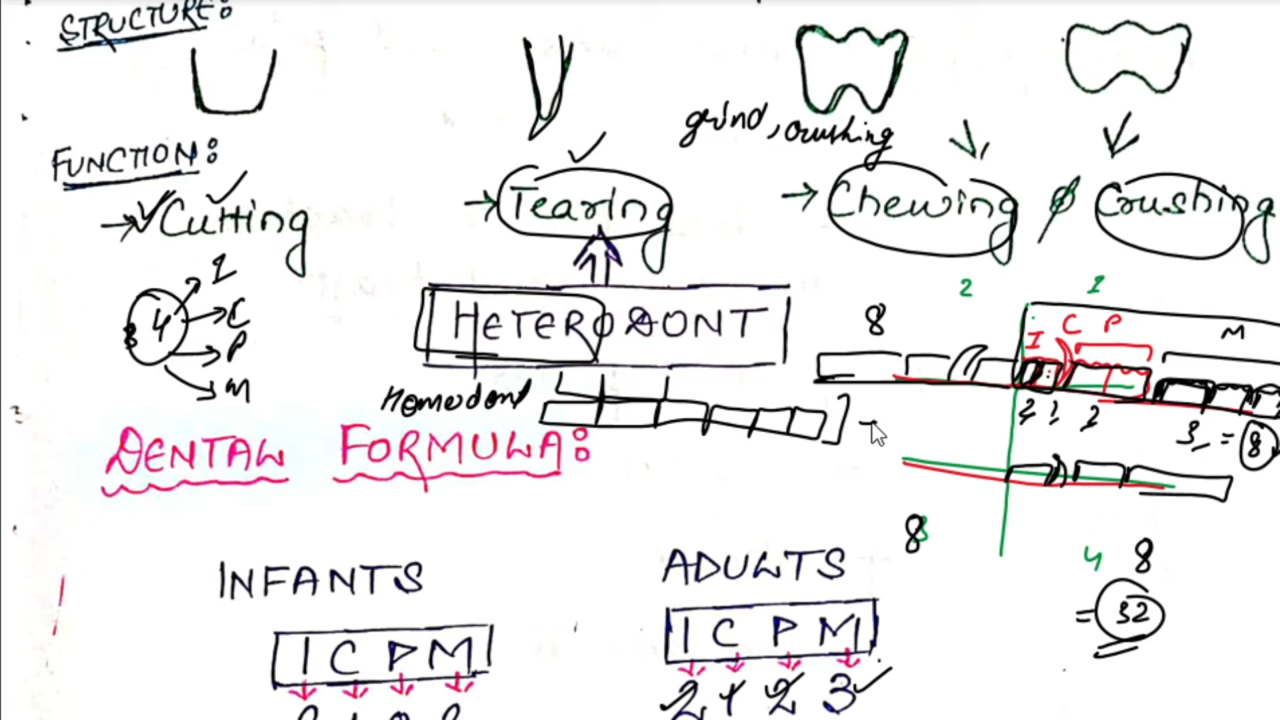 STRUCTURE:
grind, crushing
FUNCTION:
→ Cutting → Tearing → Chewing Crushing
2 1
I
4 C
P
M
HETERODONT
8 I C P M
2 1 2 3 = 8
Homodont
DENTAL FORMULA:
8
4 8
INFANTS ADULTS
= 32
I C P M I C P M
2 1 2 3